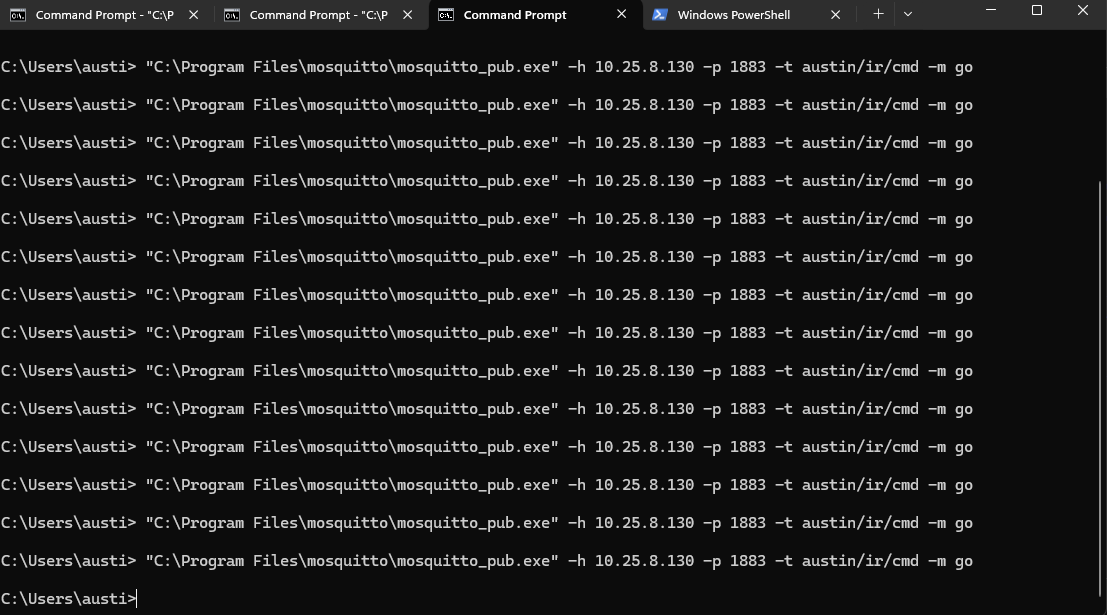 Command Prompt - "C:\P
Command Prompt - "C:\P
Command Prompt
Windows PowerShell
C:\Users\austi> "C:\Program Files\mosquitto\mosquitto_pub.exe" -h 10.25.8.130 -p 1883 -t austin/ir/cmd -m go
C:\Users\austi> "C:\Program Files\mosquitto\mosquitto_pub.exe" -h 10.25.8.130 -p 1883 -t austin/ir/cmd -m go
C:\Users\austi> "C:\Program Files\mosquitto\mosquitto_pub.exe" -h 10.25.8.130 -p 1883 -t austin/ir/cmd -m go
C:\Users\austi> "C:\Program Files\mosquitto\mosquitto_pub.exe" -h 10.25.8.130 -p 1883 -t austin/ir/cmd -m go
C:\Users\austi> "C:\Program Files\mosquitto\mosquitto_pub.exe" -h 10.25.8.130 -p 1883 -t austin/ir/cmd -m go
C:\Users\austi> "C:\Program Files\mosquitto\mosquitto_pub.exe" -h 10.25.8.130 -p 1883 -t austin/ir/cmd -m go
C:\Users\austi> "C:\Program Files\mosquitto\mosquitto_pub.exe" -h 10.25.8.130 -p 1883 -t austin/ir/cmd -m go
C:\Users\austi> "C:\Program Files\mosquitto\mosquitto_pub.exe" -h 10.25.8.130 -p 1883 -t austin/ir/cmd -m go
C:\Users\austi> "C:\Program Files\mosquitto\mosquitto_pub.exe" -h 10.25.8.130 -p 1883 -t austin/ir/cmd -m go
C:\Users\austi> "C:\Program Files\mosquitto\mosquitto_pub.exe" -h 10.25.8.130 -p 1883 -t austin/ir/cmd -m go
C:\Users\austi> "C:\Program Files\mosquitto\mosquitto_pub.exe" -h 10.25.8.130 -p 1883 -t austin/ir/cmd -m go
C:\Users\austi> "C:\Program Files\mosquitto\mosquitto_pub.exe" -h 10.25.8.130 -p 1883 -t austin/ir/cmd -m go
C:\Users\austi> "C:\Program Files\mosquitto\mosquitto_pub.exe" -h 10.25.8.130 -p 1883 -t austin/ir/cmd -m go
C:\Users\austi> "C:\Program Files\mosquitto\mosquitto_pub.exe" -h 10.25.8.130 -p 1883 -t austin/ir/cmd -m go
C:\Users\austi>